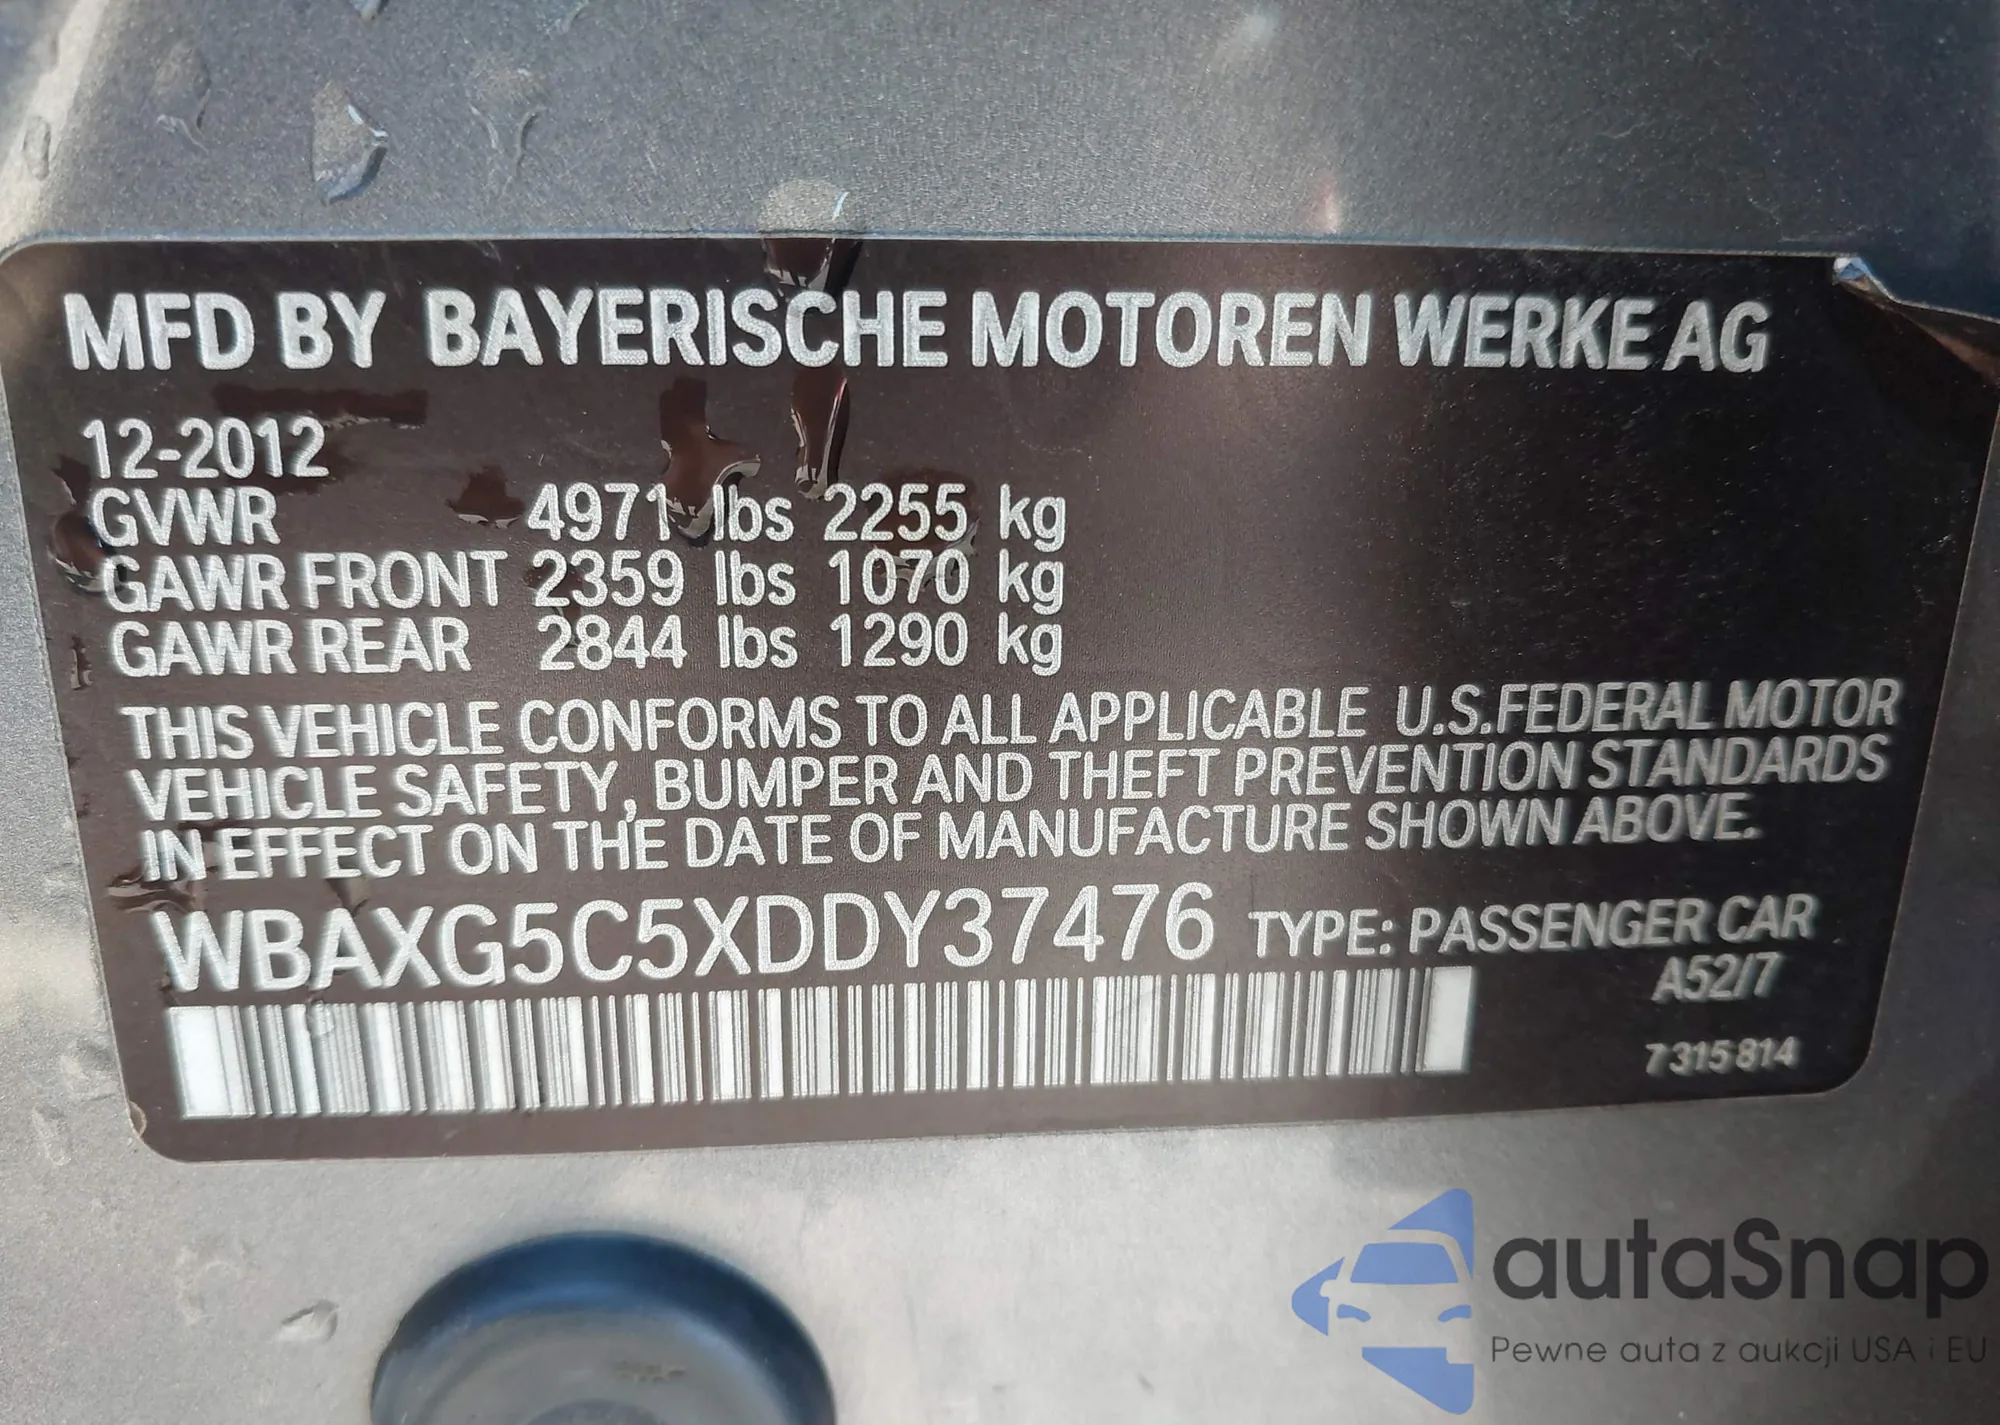 MFD BY BAYERISCHE MOTOREN WERKE AG
12-2012
GVWR 4971 lbs 2255 kg
GAWR FRONT 2359 lbs 1070 kg
GAWR REAR 2844 lbs 1290 kg
THIS VEHICLE CONFORMS TO ALL APPLICABLE U.S.FEDERAL MOTOR
VEHICLE SAFETY, BUMPER AND THEFT PREVENTION STANDARDS
IN EFFECT ON THE DATE OF MANUFACTURE SHOWN ABOVE.
WBAXG5C5XDDY37476 TYPE: PASSENGER CAR
A52/7
7315814
autaSnap
Pewne auta z aukcji USA i EU